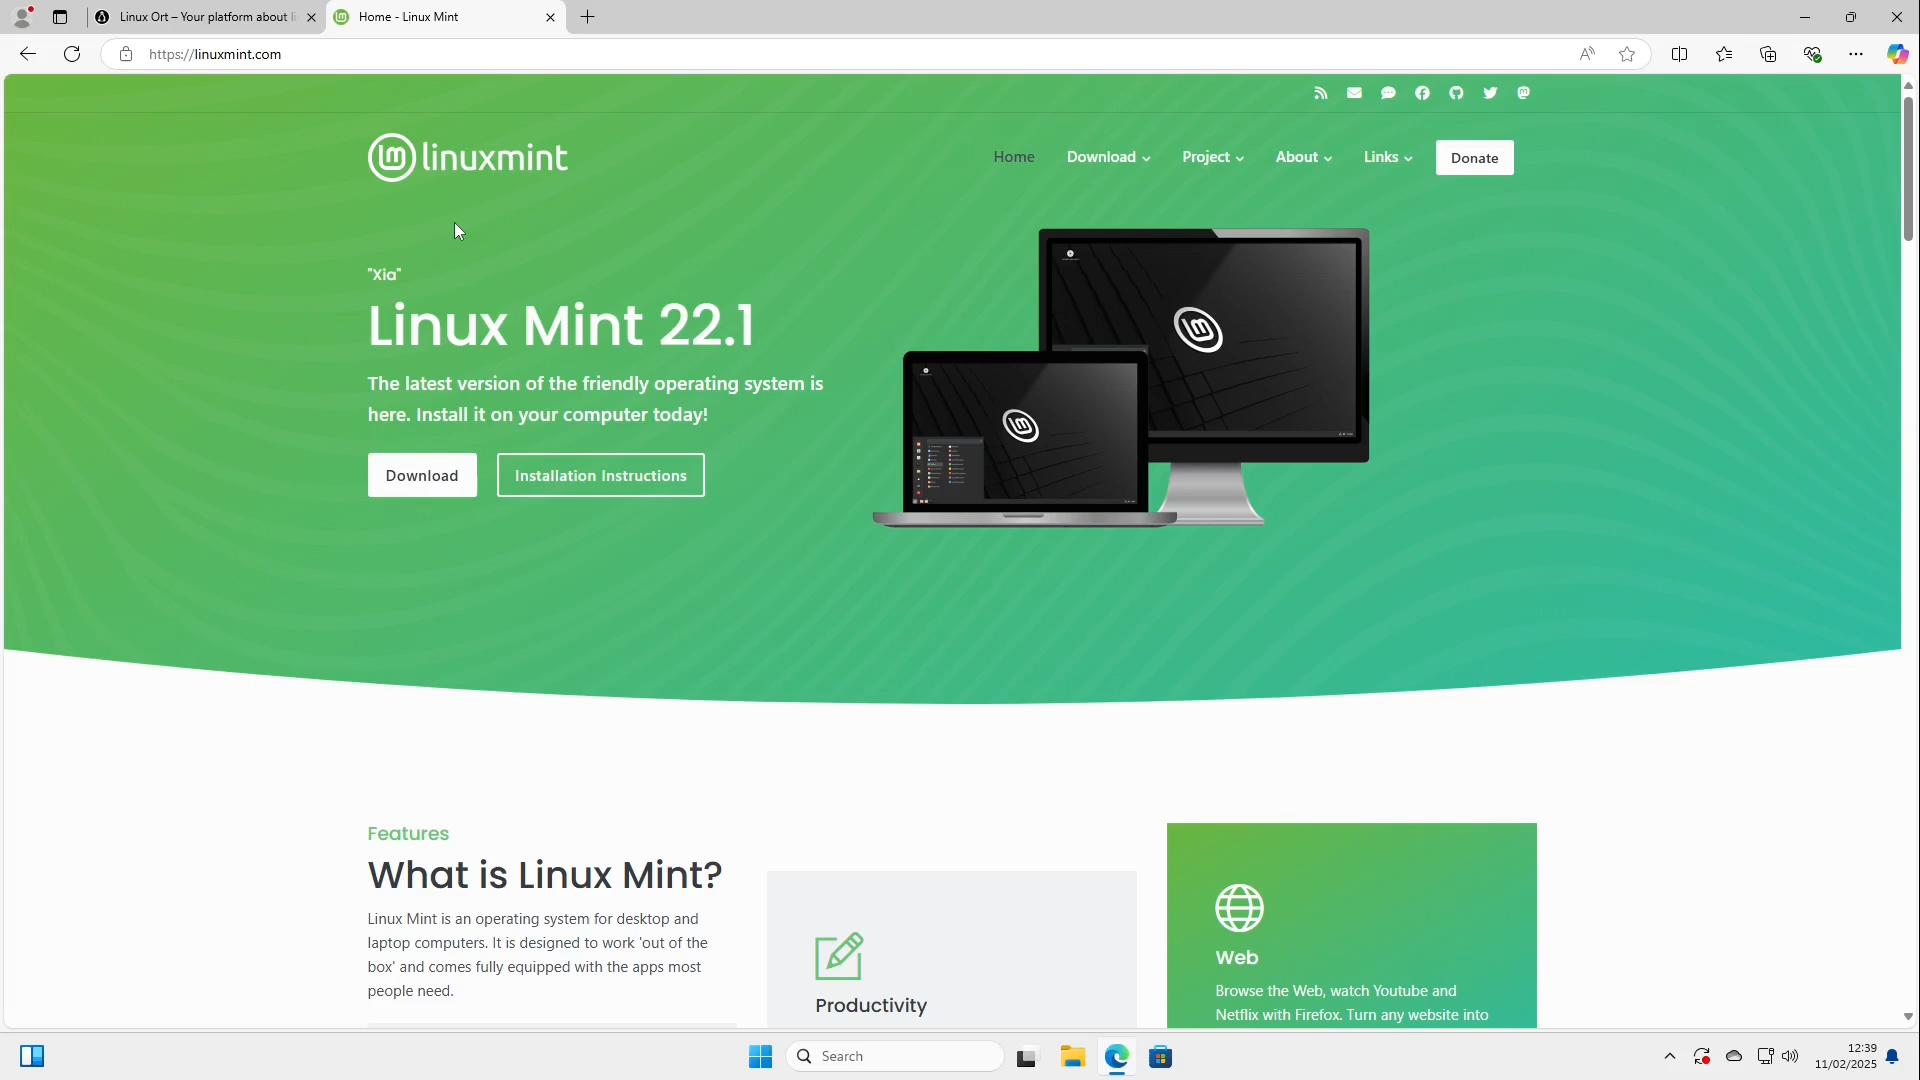 Linux Ort – Your platform about li
Home - Linux Mint
https://linuxmint.com
linuxmint
Home
Download
Project
About
Links
Donate
"Xia"
Linux Mint 22.1
The latest version of the friendly operating system is
here. Install it on your computer today!
Download
Installation Instructions
Features
What is Linux Mint?
Linux Mint is an operating system for desktop and
laptop computers. It is designed to work 'out of the
box' and comes fully equipped with the apps most
people need.
Productivity
Web
Browse the Web, watch Youtube and
Netflix with Firefox. Turn any website into
Search
12:39
11/02/2025